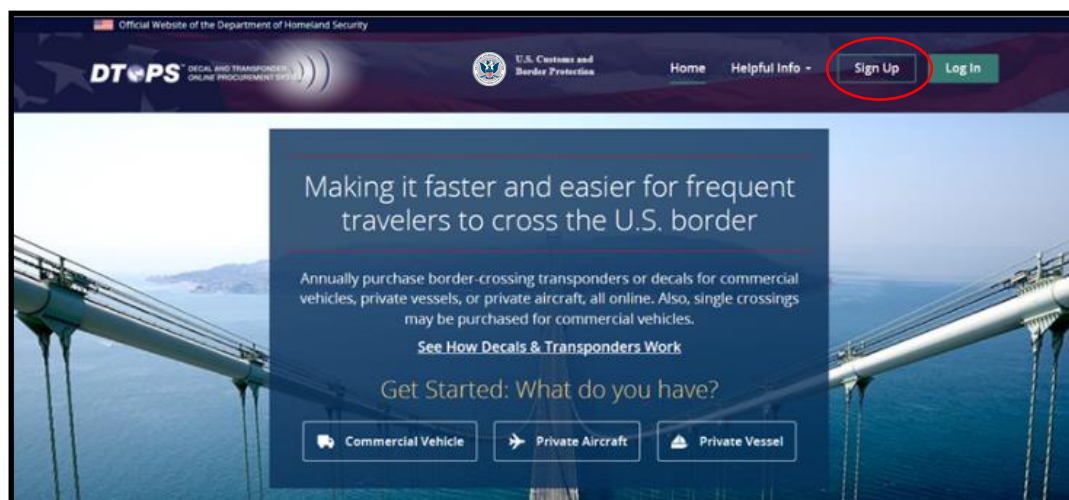 Official Website of the Department of Homeland Security
DTOPS DECAL AND TRANSPONDER
ONLINE PROCUREMENT SYSTEM
U.S. Customs and
Border Protection
Home
Helpful Info
Sign Up
Log In
Making it faster and easier for frequent
travelers to cross the U.S. border
Annually purchase border-crossing transponders or decals for commercial
vehicles, private vessels, or private aircraft, all online. Also, single crossings
may be purchased for commercial vehicles.
See How Decals & Transponders Work
Get Started: What do you have?
Commercial Vehicle
Private Aircraft
Private Vessel